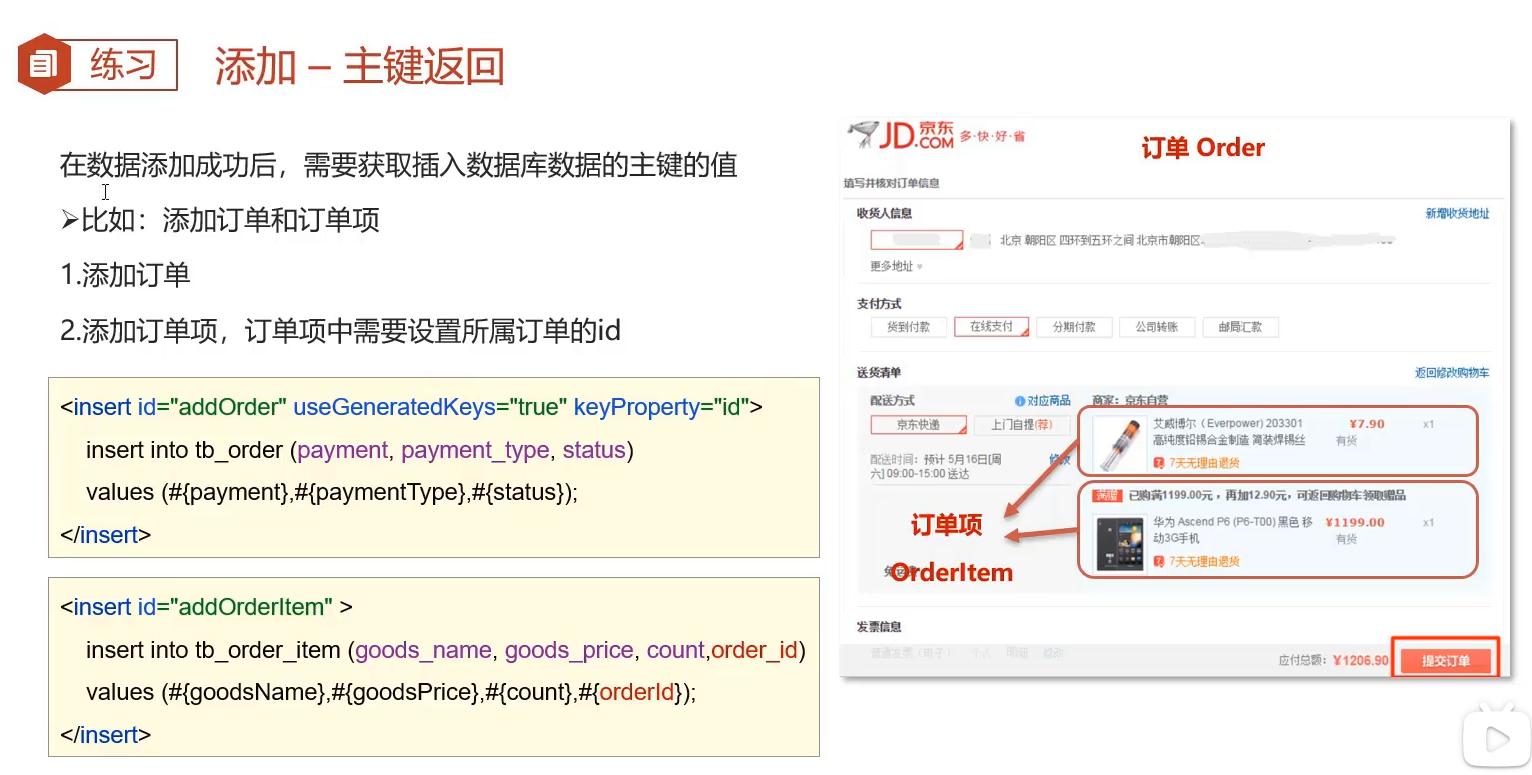 练习
添加 – 主键返回
在数据添加成功后，需要获取插入数据库数据的主键的值
➢比如：添加订单和订单项
1.添加订单
2.添加订单项，订单项中需要设置所属订单的id
<insert id="addOrder" useGeneratedKeys="true" keyProperty="id">
insert into tb_order (payment, payment_type, status)
values (#{payment},#{paymentType},#{status});
</insert>
<insert id="addOrderItem" >
insert into tb_order_item (goods_name, goods_price, count,order_id)
values (#{goodsName},#{goodsPrice},#{count},#{orderId});
</insert>
JD.COM 京东 多·快·好·省
订单 Order
填写并核对订单信息
收货人信息 新增收货地址
北京 朝阳区 四环到五环之间 北京市朝阳区
更多地址
支付方式
货到付款 在线支付 分期付款 公司转账 邮局汇款
送货清单 返回修改购物车
配送方式 对应商品 商家：京东自营
京东快递 上门自提(荐)
艾威博尔（Everpower) 203301 ￥7.90 x1
高纯度铅锡合金制造 筒装焊锡丝 有货
7天无理由退货
配送时间：预计 5月16日[周 修改
六] 09:00-15:00 送达
满赠 已购满1199.00元，再加12.90元，可返回购物车领取赠品
华为 Ascend P6 (P6-T00) 黑色 移 ￥1199.00 x1
动3G手机 有货
7天无理由退货
订单项
OrderItem
发票信息
普通发票（电子） 个人 明细 修改
应付总额：￥1206.90 提交订单